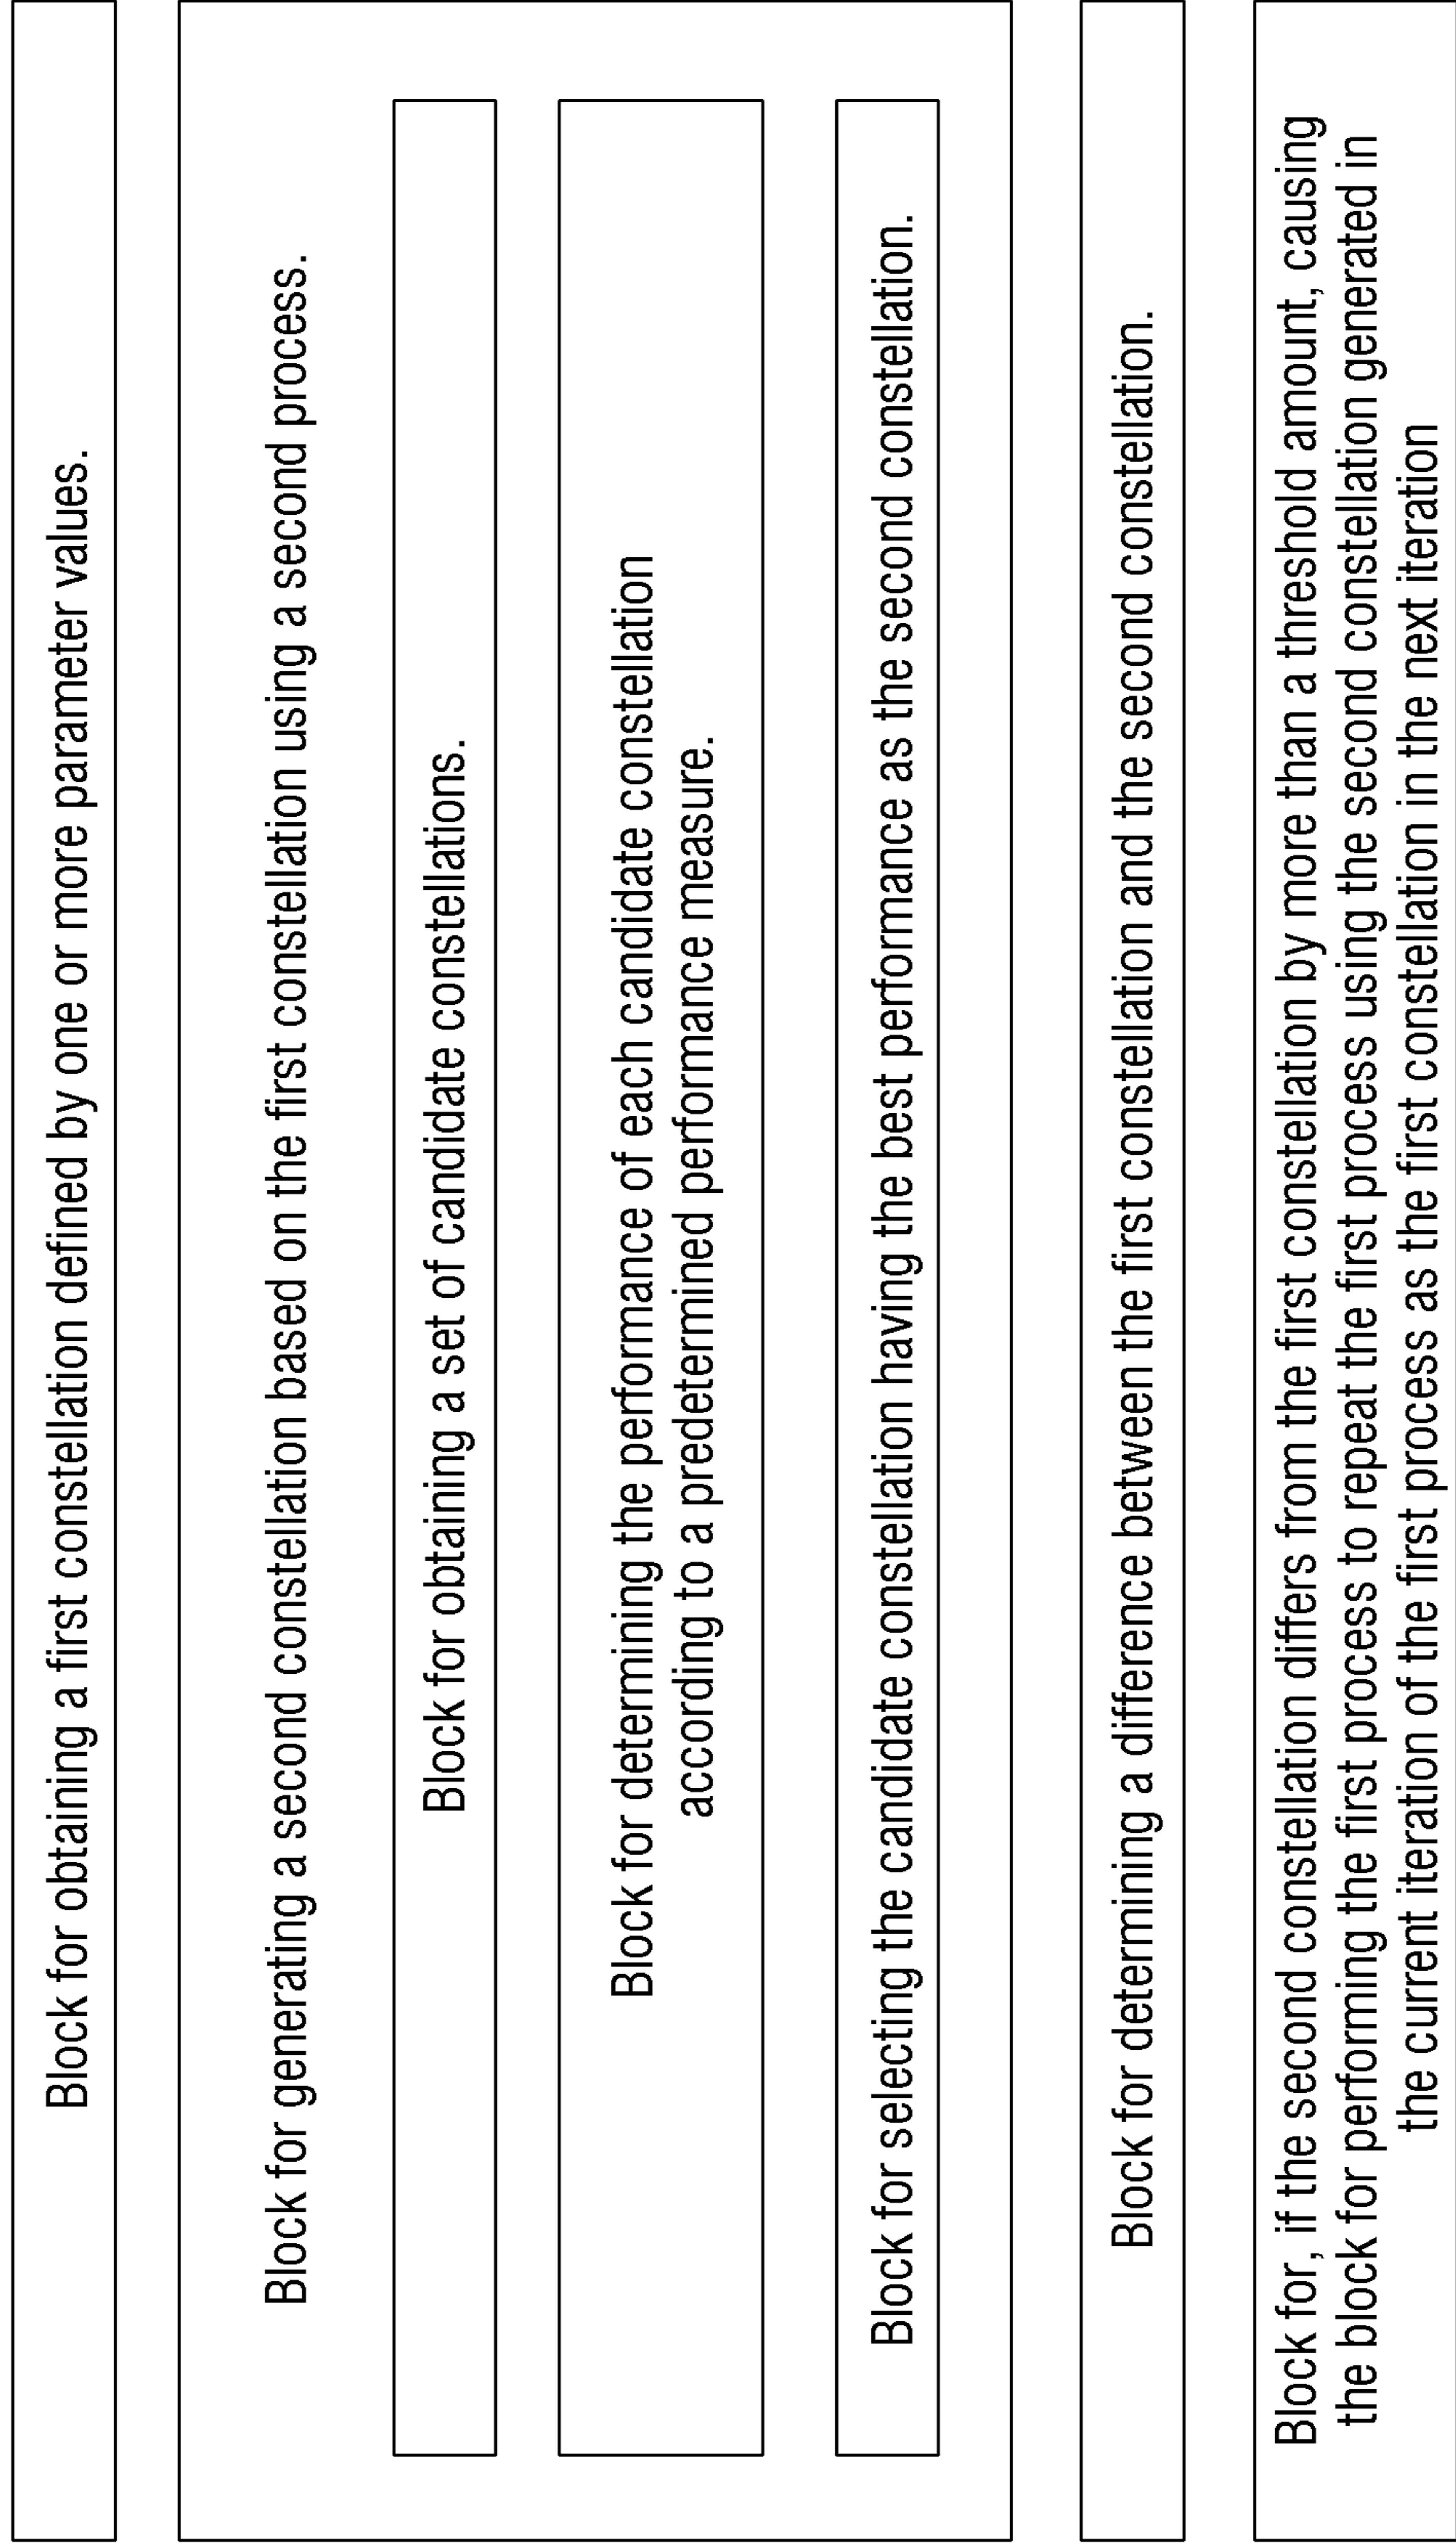 Block for obtaining a first constellation defined by one or more parameter values.
Block for generating a second constellation based on the first constellation using a second process.
Block for obtaining a set of candidate constellations.
Block for determining the performance of each candidate constellation
according to a predetermined performance measure.
Block for selecting the candidate constellation having the best performance as the second constellation.
Block for determining a difference between the first constellation and the second constellation.
Block for, if the second constellation differs from the first constellation by more than a threshold amount, causing
the block for performing the first process to repeat the first process using the second constellation generated in
the current iteration of the first process as the first constellation in the next iteration